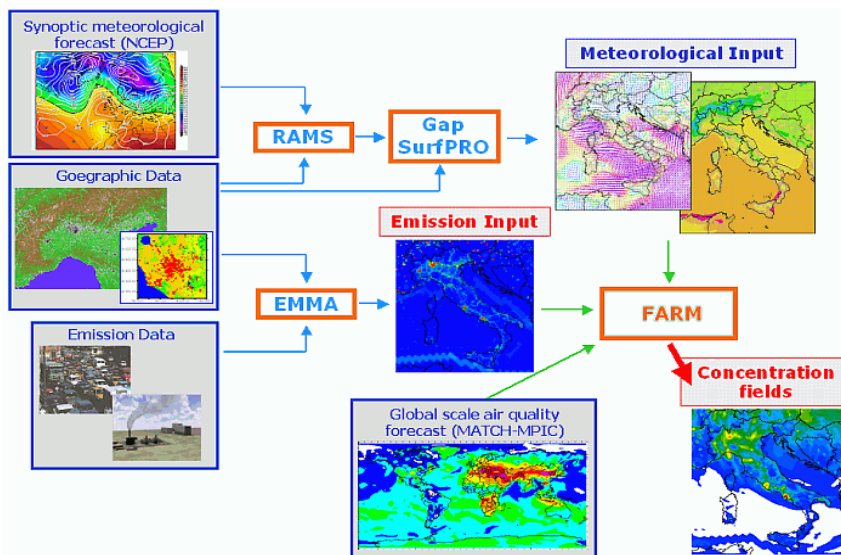 Synoptic meteorological
forecast (NCEP)
Meteorological Input
RAMS
Gap
SurfPRO
Goegraphic Data
Emission Input
EMMA
FARM
Emission Data
Concentration
fields
Global scale air quality
forecast (MATCH-MPIC)